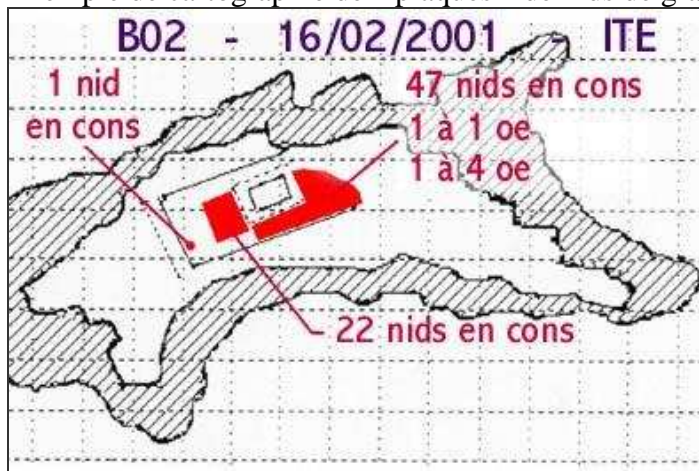 B02 - 16/02/2001 - ITE
1 nid
en cons
47 nids en cons
1 à 1 oe
1 à 4 oe
22 nids en cons